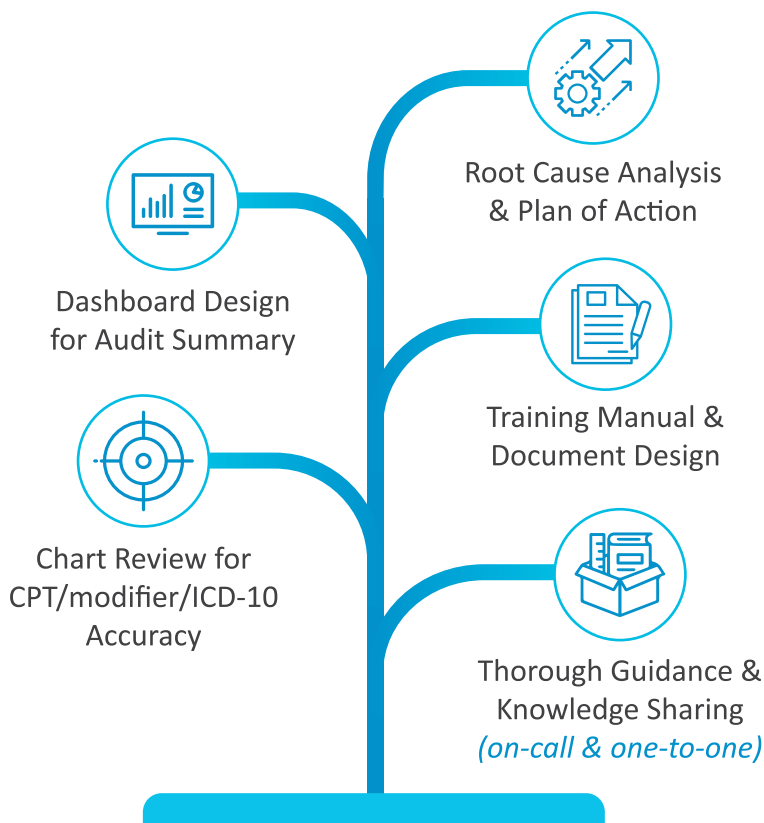 Root Cause Analysis
& Plan of Action
Dashboard Design
for Audit Summary
Training Manual &
Document Design
Chart Review for
CPT/modifier/ICD-10
Accuracy
Thorough Guidance &
Knowledge Sharing
(on-call & one-to-one)